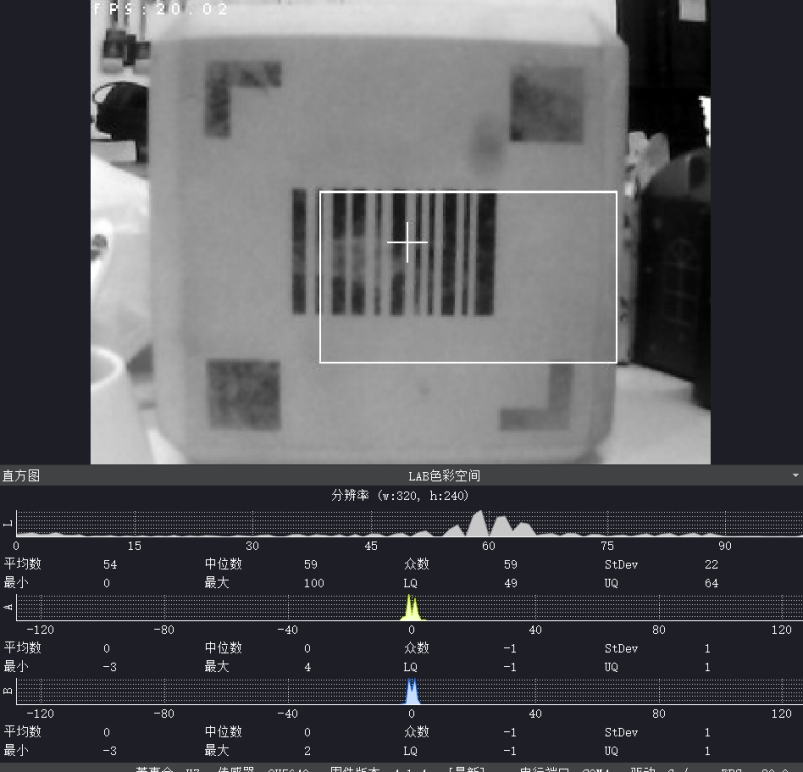 FPS:20.02
直方图 LAB色彩空间
分辨率 (w:320, h:240)
L
0 15 30 45 60 75 90
平均数 54 中位数 59 众数 59 StDev 22
最小 0 最大 100 LQ 49 UQ 64
A
-120 -80 -40 0 40 80 120
平均数 0 中位数 0 众数 -1 StDev 1
最小 -3 最大 4 LQ -1 UQ 1
B
-120 -80 -40 0 40 80 120
平均数 0 中位数 0 众数 -1 StDev 1
最小 -3 最大 2 LQ -1 UQ 1